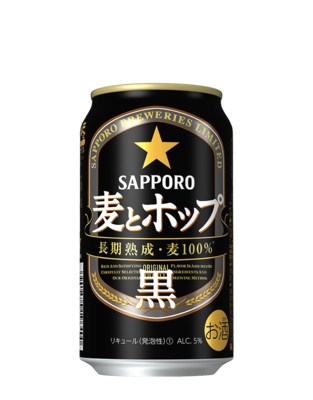 SAPPORO BREWERIES LIMITED
SAPPORO
麦とホップ
長期熟成・麦100%
ORIGINAL
黒
お酒
リキュール(発泡性)① ALC. 5%